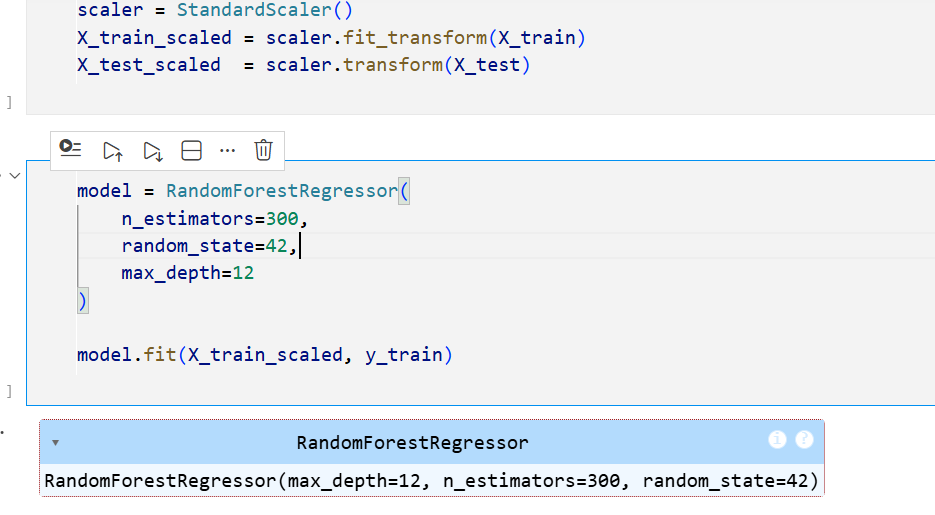 scaler = StandardScaler()
X_train_scaled = scaler.fit_transform(X_train)
X_test_scaled  = scaler.transform(X_test)
]
model = RandomForestRegressor(
    n_estimators=300,
    random_state=42,
    max_depth=12
)
model.fit(X_train_scaled, y_train)
]
RandomForestRegressor
RandomForestRegressor(max_depth=12, n_estimators=300, random_state=42)